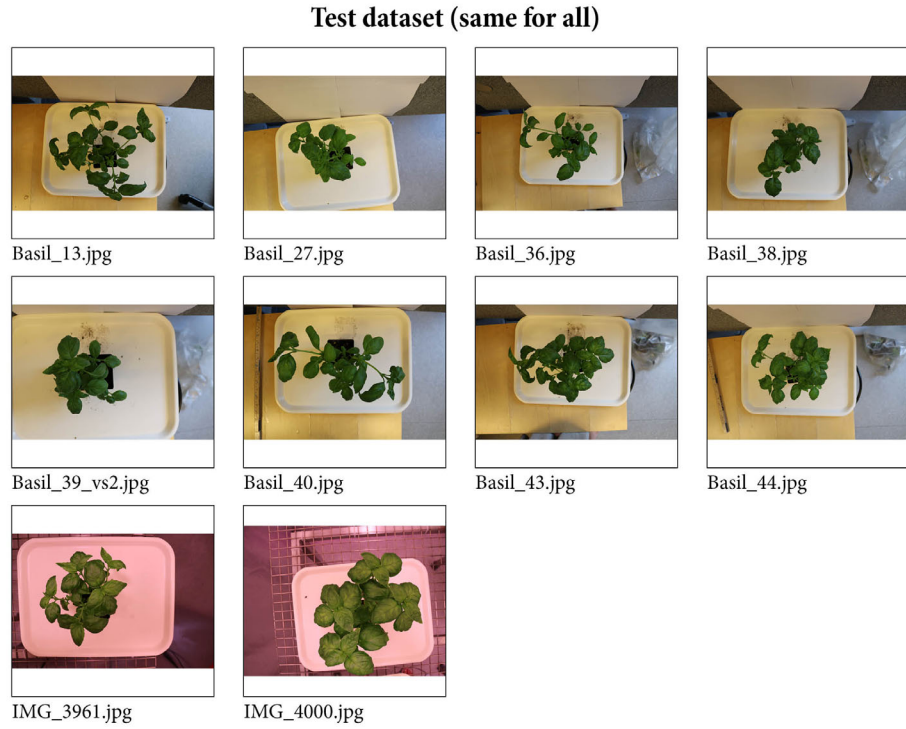 Test dataset (same for all)
Basil_13.jpg
Basil_27.jpg
Basil_36.jpg
Basil_38.jpg
Basil_39_vs2.jpg
Basil_40.jpg
Basil_43.jpg
Basil_44.jpg
IMG_3961.jpg
IMG_4000.jpg